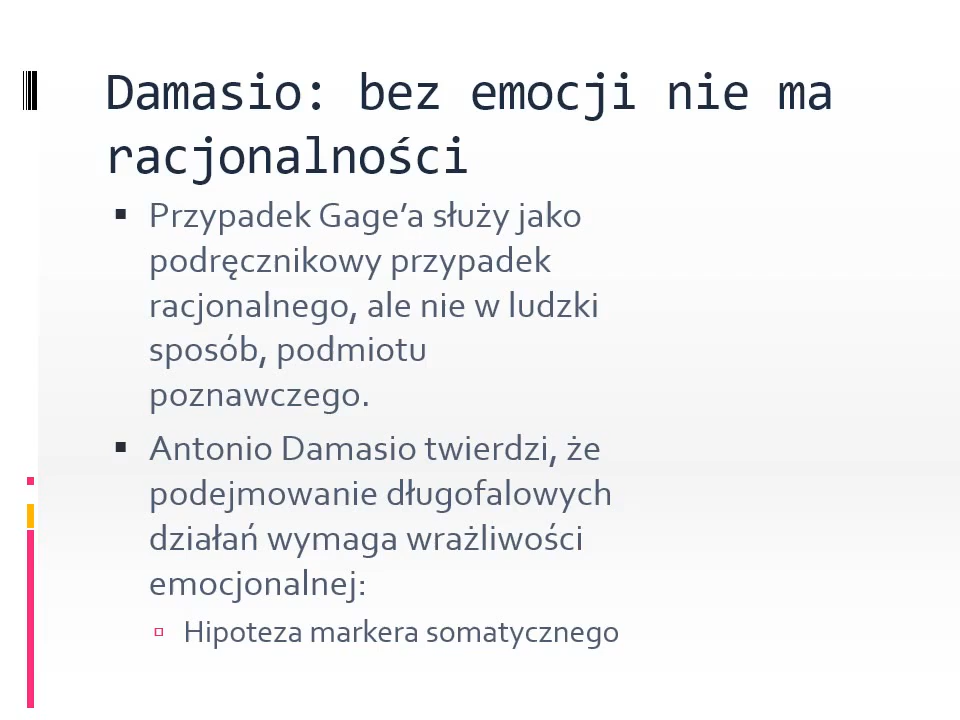 Damasio: bez emocji nie ma
racjonalności
Przypadek Gage’a służy jako
podręcznikowy przypadek
racjonalnego, ale nie w ludzki
sposób, podmiotu
poznawczego.
Antonio Damasio twierdzi, że
podejmowanie długofalowych
działań wymaga wrażliwości
emocjonalnej:
Hipoteza markera somatycznego